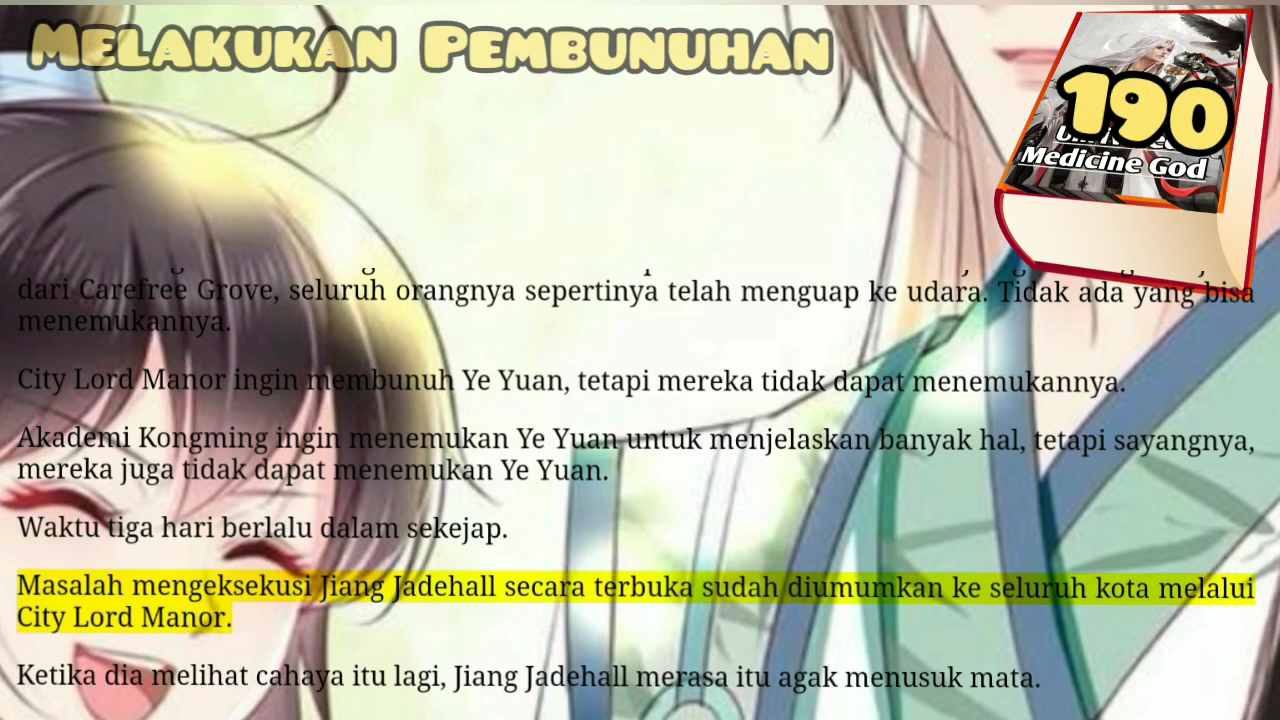 MELAKUKAN PEMBUNUHAN
190
Medicine God
dari Carefree Grove, seluruh orangnya sepertinya telah menguap ke udara. Tidak ada yang bisa
menemukannya.
City Lord Manor ingin membunuh Ye Yuan, tetapi mereka tidak dapat menemukannya.
Akademi Kongming ingin menemukan Ye Yuan untuk menjelaskan banyak hal, tetapi sayangnya,
mereka juga tidak dapat menemukan Ye Yuan.
Waktu tiga hari berlalu dalam sekejap.
Masalah mengeksekusi Jiang Jadehall secara terbuka sudah diumumkan ke seluruh kota melalui
City Lord Manor.
Ketika dia melihat cahaya itu lagi, Jiang Jadehall merasa itu agak menusuk mata.